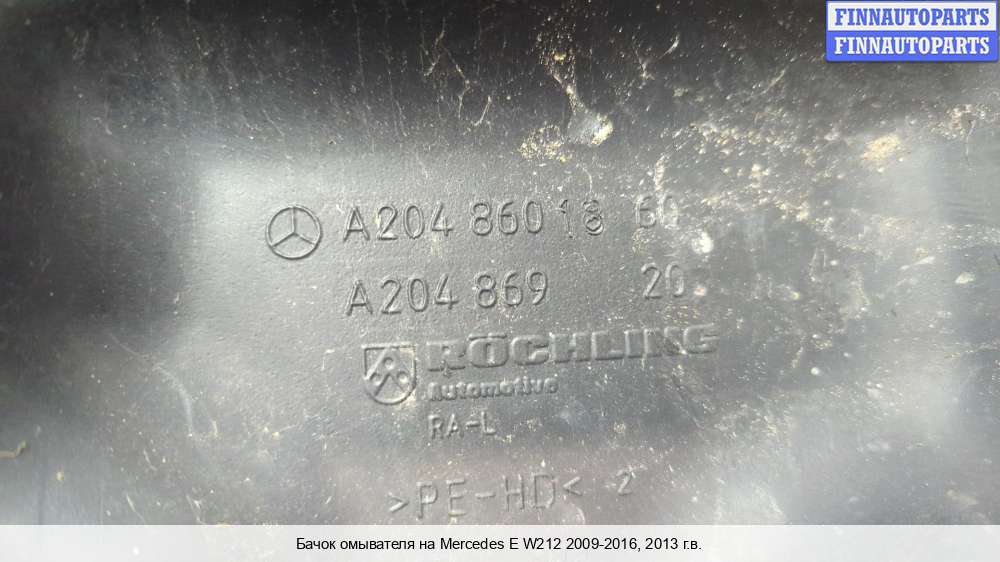 FINNAUTOPARTS
FINNAUTOPARTS
A204 860 18 60
A204 869 20
RÖCHLING
Automotive
RA-L
>PE-HD< 2
Бачок омывателя на Mercedes E W212 2009-2016, 2013 г.в.